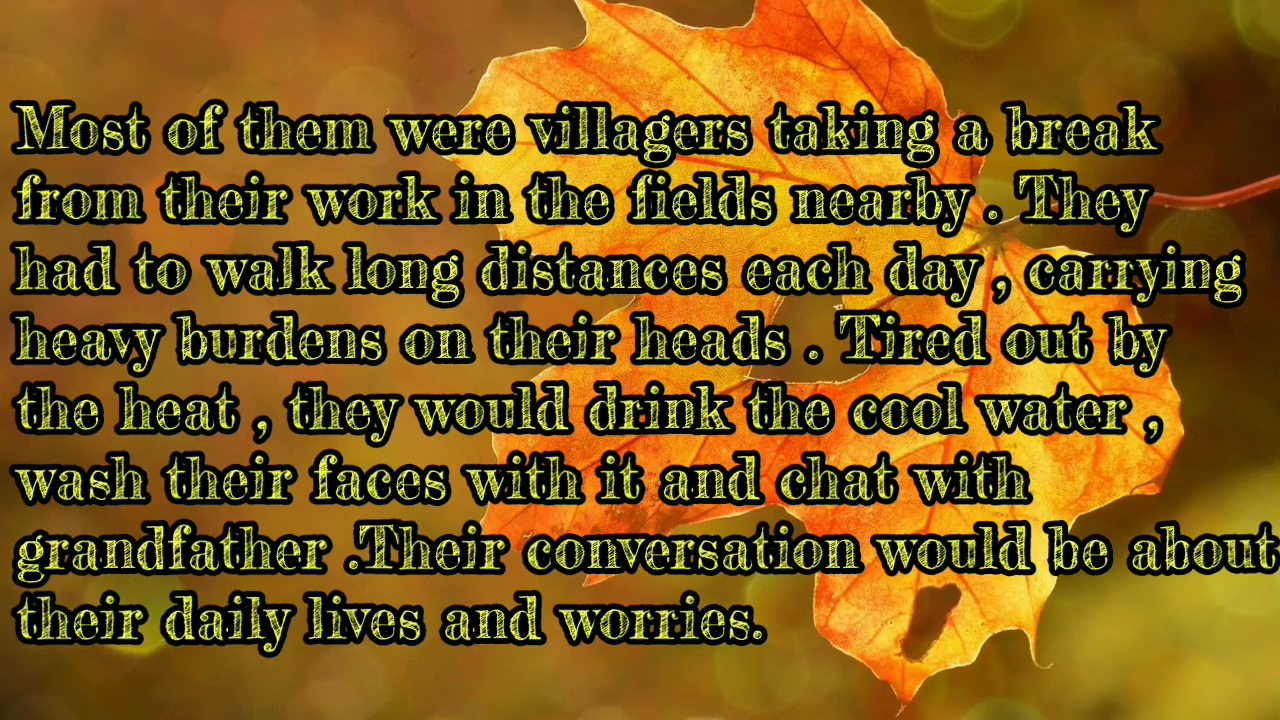 Most of them were villagers taking a break
from their work in the fields nearby . They
had to walk long distances each day , carrying
heavy burdens on their heads . Tired out by
the heat , they would drink the cool water ,
wash their faces with it and chat with
grandfather .Their conversation would be about
their daily lives and worries.